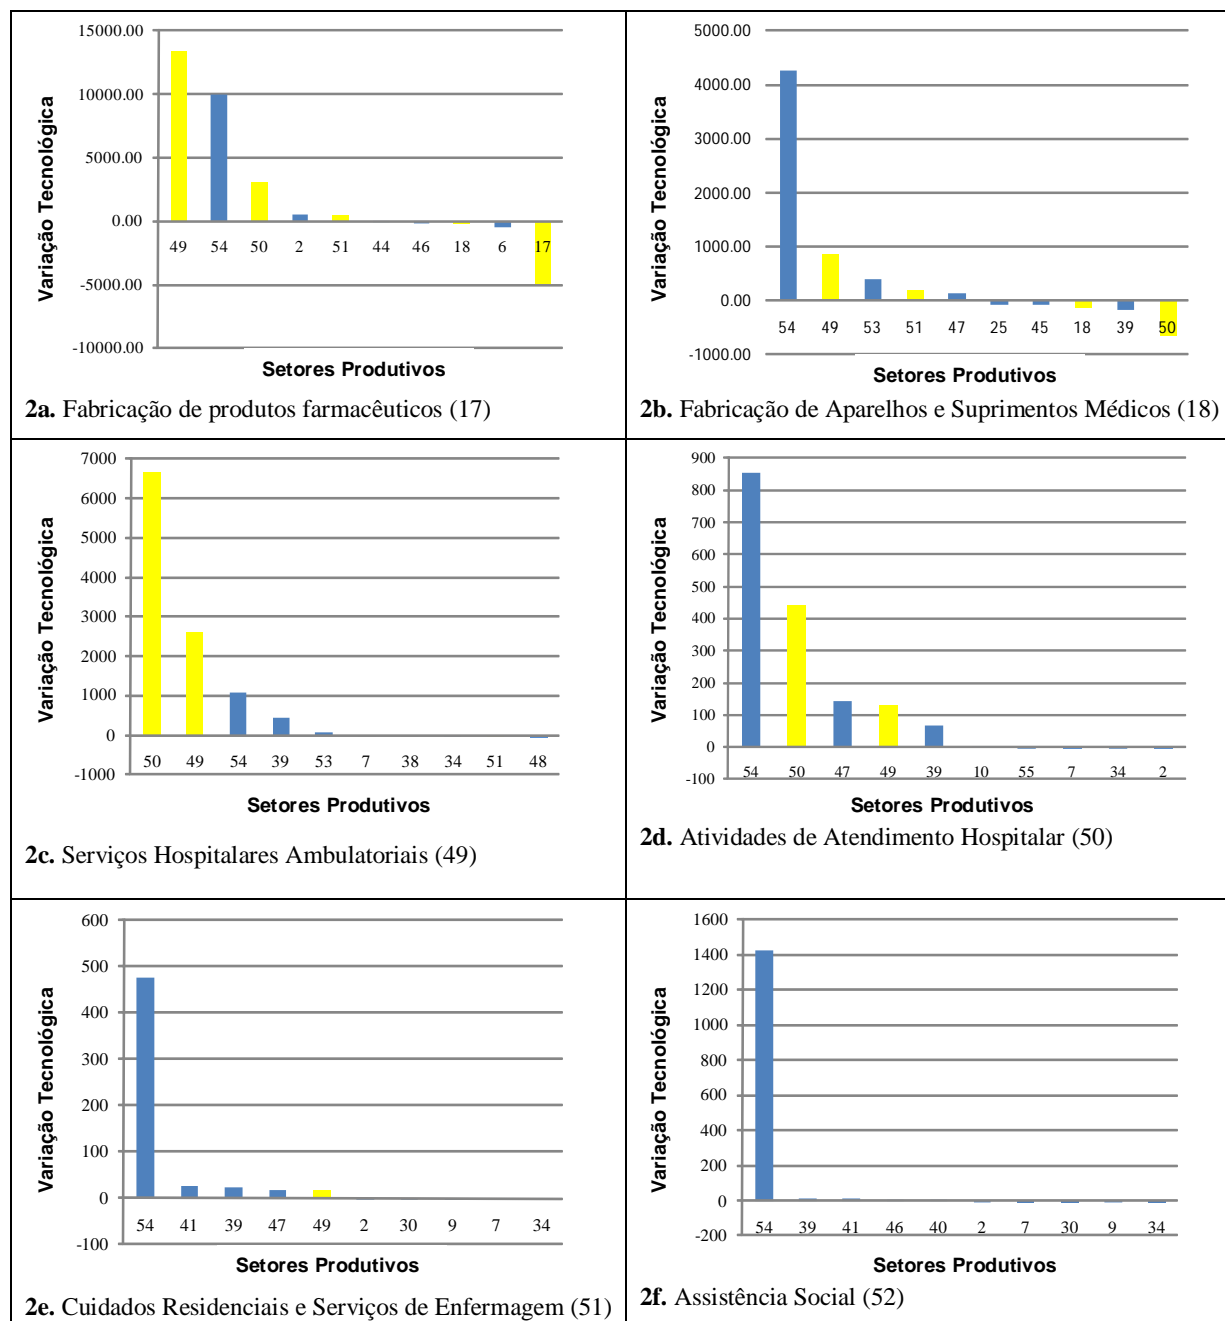 15000.00
10000.00
5000.00
0.00
-5000.00
-10000.00
Variação Tecnológica
49 54 50 2 51 44 46 18 6 17
Setores Produtivos
2a. Fabricação de produtos farmacêuticos (17)
5000.00
4000.00
3000.00
2000.00
1000.00
0.00
-1000.00
Variação Tecnológica
54 49 53 51 47 25 45 18 39 50
Setores Produtivos
2b. Fabricação de Aparelhos e Suprimentos Médicos (18)
7000
6000
5000
4000
3000
2000
1000
0
-1000
Variação Tecnológica
50 49 54 39 53 7 38 34 51 48
Setores Produtivos
2c. Serviços Hospitalares Ambulatoriais (49)
900
800
700
600
500
400
300
200
100
0
-100
Variação Tecnológica
54 50 47 49 39 10 55 7 34 2
Setores Produtivos
2d. Atividades de Atendimento Hospitalar (50)
600
500
400
300
200
100
0
-100
Variação Tecnológica
54 41 39 47 49 2 30 9 7 34
Setores Produtivos
2e. Cuidados Residenciais e Serviços de Enfermagem (51)
1600
1400
1200
1000
800
600
400
200
0
-200
Variação Tecnológica
54 39 41 46 40 2 7 30 9 34
Setores Produtivos
2f. Assistência Social (52)